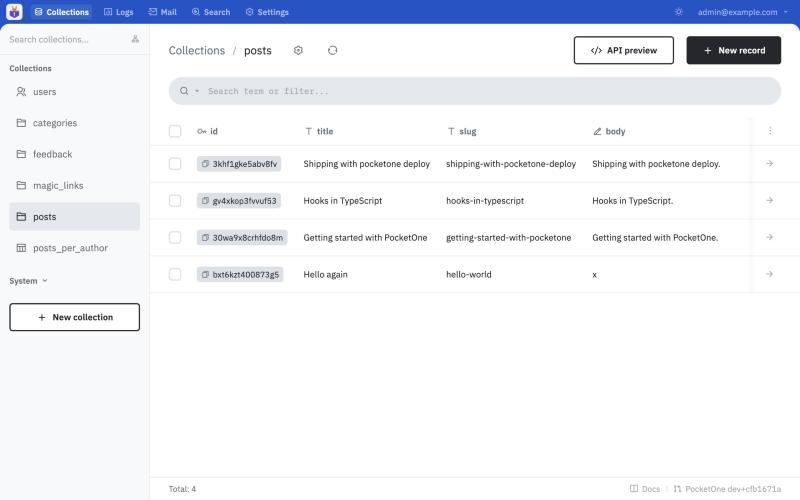 Collections
Logs
Mail
Search
Settings
admin@example.com
Search collections...
Collections
users
categories
feedback
magic_links
posts
posts_per_author
System
New collection
Collections / posts
API preview
New record
Search term or filter...
id title slug body
3khf1gke5abv8fv Shipping with pocketone deploy shipping-with-pocketone-deploy Shipping with pocketone deploy.
gv4xkop3fvvuf53 Hooks in TypeScript hooks-in-typescript Hooks in TypeScript.
30wa9x8crhfdo8m Getting started with PocketOne getting-started-with-pocketone Getting started with PocketOne.
bxt6kzt400873g5 Hello again hello-world x
Total: 4
Docs
PocketOne dev+cfb1671a